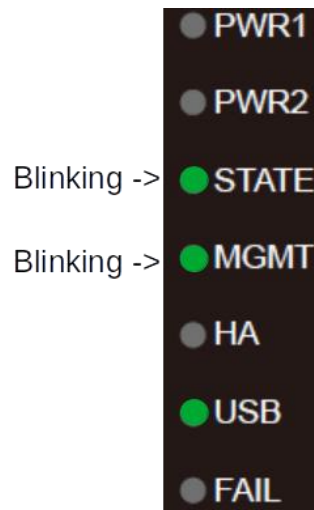 PWR1
PWR2
Blinking -> STATE
Blinking -> MGMT
HA
USB
FAIL